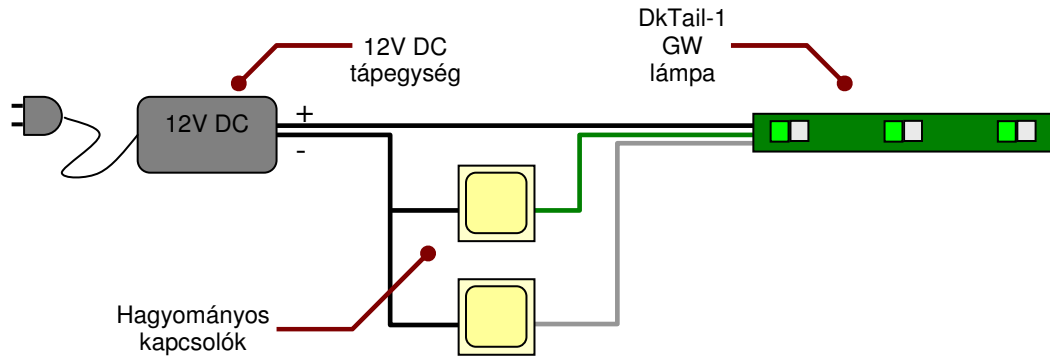 12V DC
tápegység
DkTail-1
GW
lámpa
12V DC
+
-
Hagyományos
kapcsolók